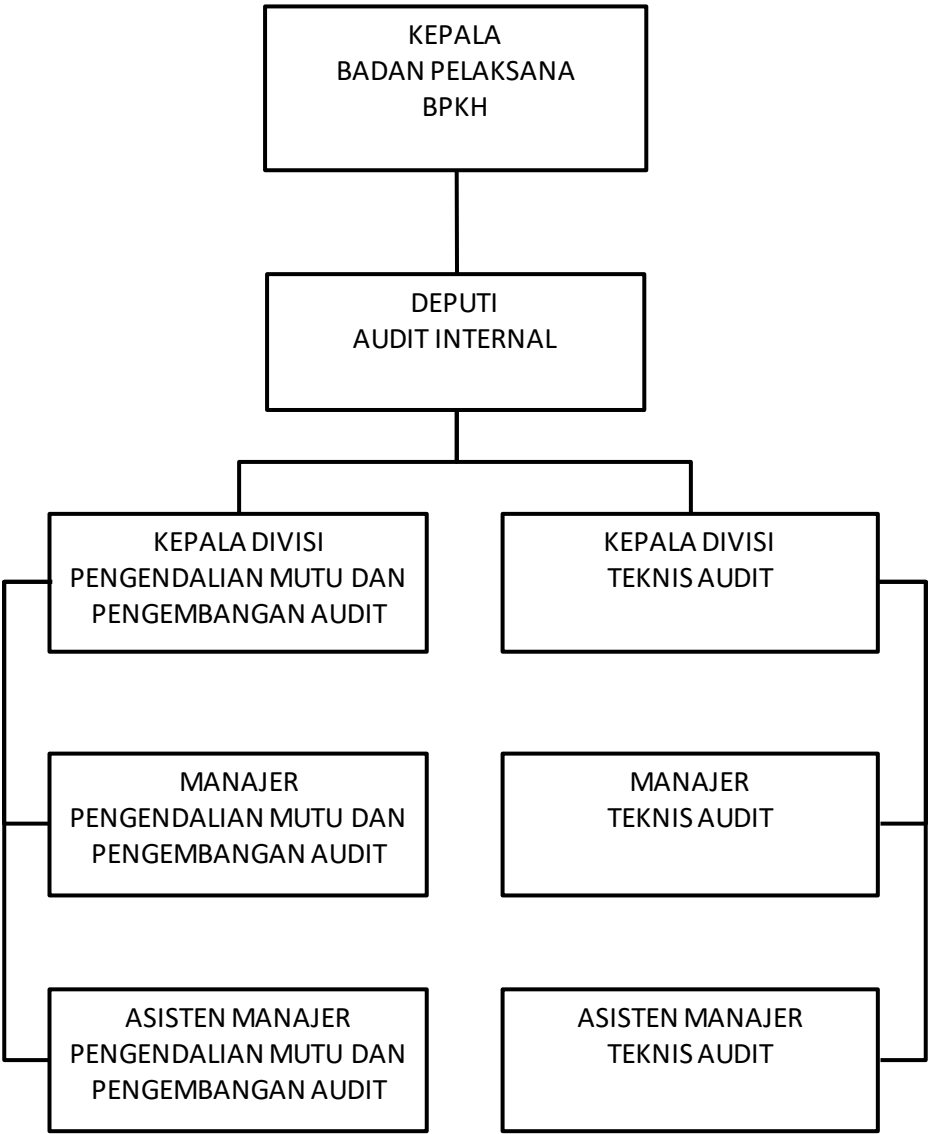 KEPALA
BADAN PELAKSANA
BPKH
DEPUTI
AUDIT INTERNAL
KEPALA DIVISI
PENGENDALIAN MUTU DAN
PENGEMBANGAN AUDIT
KEPALA DIVISI
TEKNIS AUDIT
MANAJER
PENGENDALIAN MUTU DAN
PENGEMBANGAN AUDIT
MANAJER
TEKNIS AUDIT
ASISTEN MANAJER
PENGENDALIAN MUTU DAN
PENGEMBANGAN AUDIT
ASISTEN MANAJER
TEKNIS AUDIT